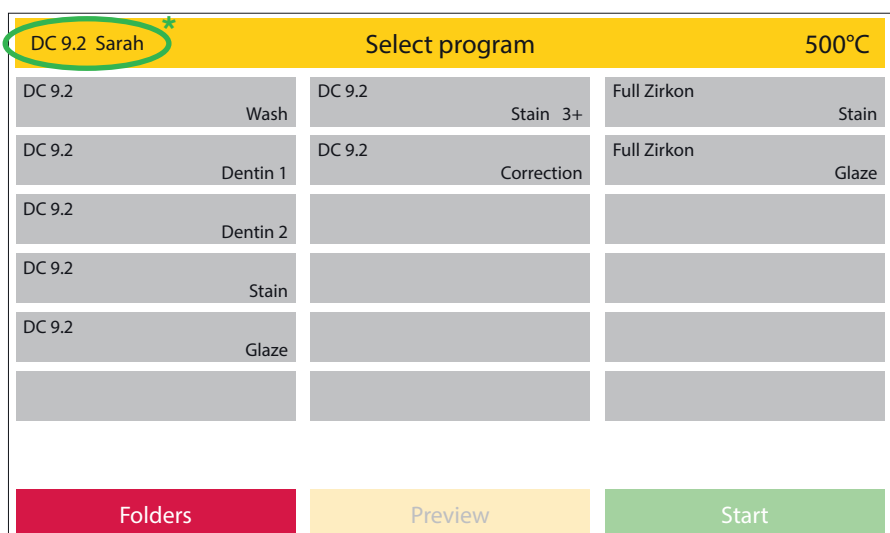 DC 9.2 Sarah * Select program 500°C
DC 9.2 DC 9.2 Full Zirkon
Wash Stain 3+ Stain
DC 9.2 DC 9.2 Full Zirkon
Dentin 1 Correction Glaze
DC 9.2
Dentin 2
DC 9.2
Stain
DC 9.2
Glaze
Folders Preview Start